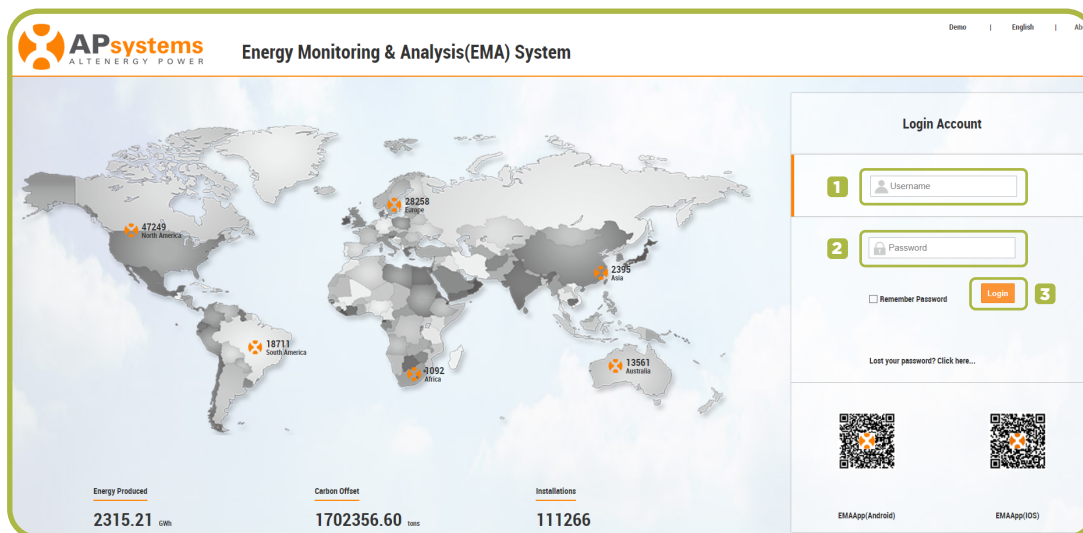 Demo | English |
APsystems
ALTENERGY POWER
Energy Monitoring & Analysis(EMA) System
Login Account
1
Username
2
Password
Remember Password
Login
3
Lost your password? Click here...
28258
Europe
47249
North America
2395
Asia
18711
South America
1092
Africa
13561
Australia
Energy Produced
2315.21 GWh
Carbon Offset
1702356.60 tons
Installations
111266
EMAApp(Android)
EMAApp(IOS)